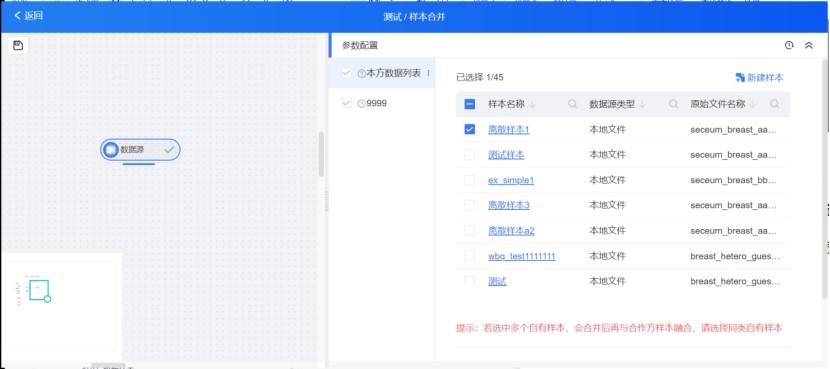 返回
测试 / 样本合并
参数配置
数据源
本方数据列表
9999
已选择 1/45
新建样本
样本名称 数据源类型 原始文件名称
离散样本1 本地文件 seceum_breast_aa...
测试样本 本地文件 seceum_breast_aa...
ex_simple1 本地文件 seceum_breast_bb...
离散样本3 本地文件 seceum_breast_aa...
离散样本a2 本地文件 seceum_breast_aa...
wbq_test1111111 本地文件 breast_hetero_gues...
测试 本地文件 breast_hetero_gues...
提示：若选中多个自有样本，会合并后再与合作方样本融合，请选择同类自有样本